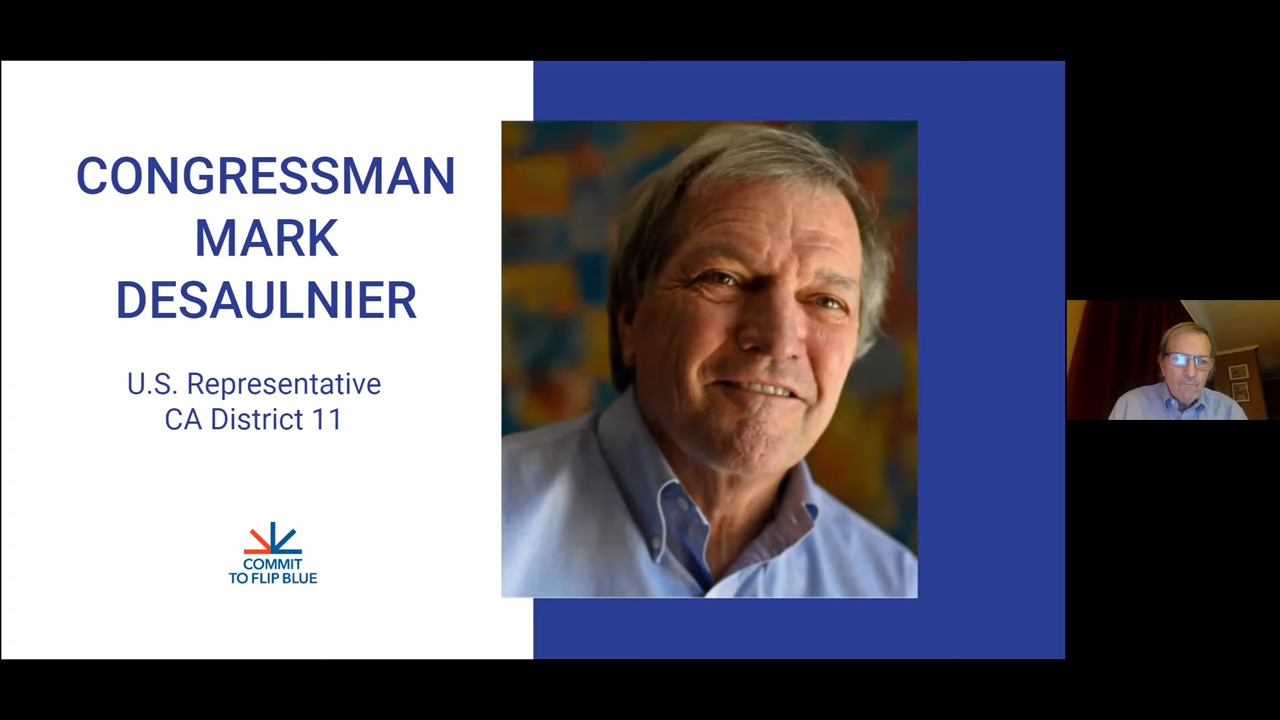 CONGRESSMAN
MARK
DESAULNIER
U.S. Representative
CA District 11
COMMIT
TO FLIP BLUE